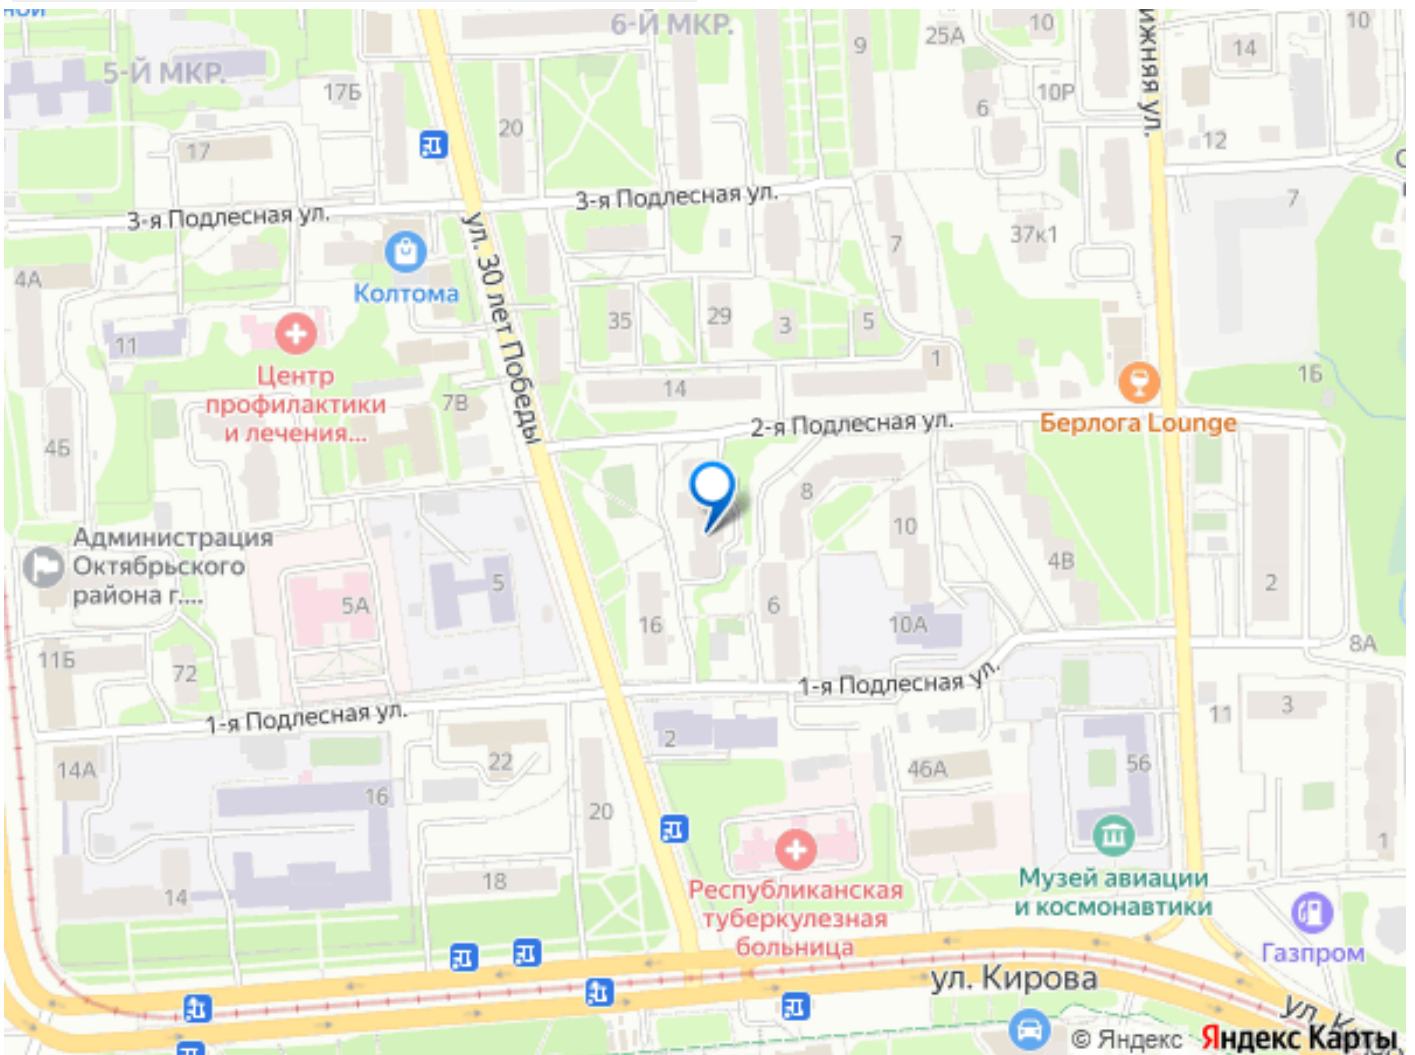 6-Й МКР.
10
25А
9
14
10
ижняя ул.
5-Й МКР.
17Б
10Р
6
20
12
17
3-я Подлесная ул.
3-я Подлесная ул.
7
ул. 30 лет Победы
37к1
7
4А
Колтома
35
29
3
5
11
1
1Б
Центр
профилактики
и лечения...
14
7В
Берлога Lounge
2-я Подлесная ул.
4Б
8
10
Администрация
Октябрьского
района г....
4В
5
2
5А
6
16
10А
8А
11Б
72
1-я Подлесная ул.
1-я Подлесная ул.
3
11
2
22
14А
46А
56
16
20
1
18
14
Республиканская
туберкулезная
больница
Музей авиации
и космонавтики
Газпром
ул. Кирова
© Яндекс Яндекс Карты